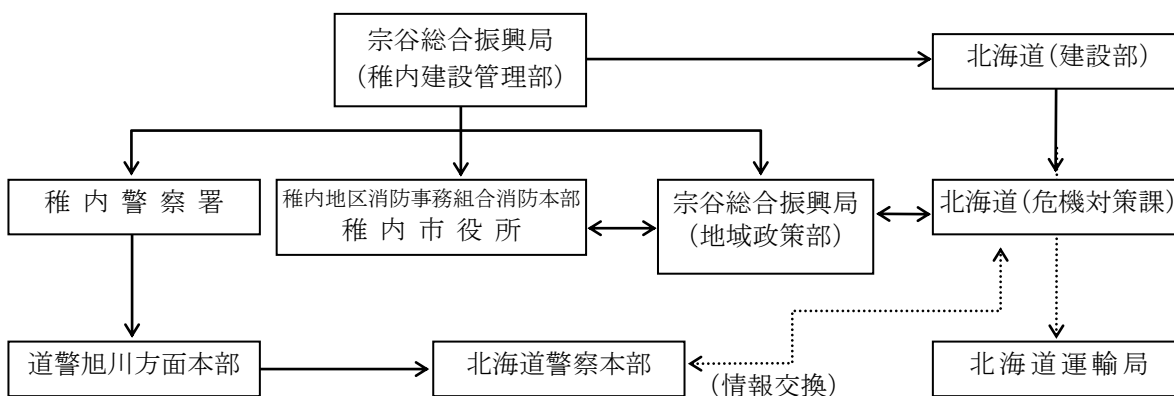 宗谷総合振興局
(稚内建設管理部)
北海道(建設部)
稚内警察署
稚内地区消防事務組合消防本部
稚内市役所
宗谷総合振興局
(地域政策部)
北海道(危機対策課)
道警旭川方面本部
北海道警察本部
(情報交換)
北海道運輸局